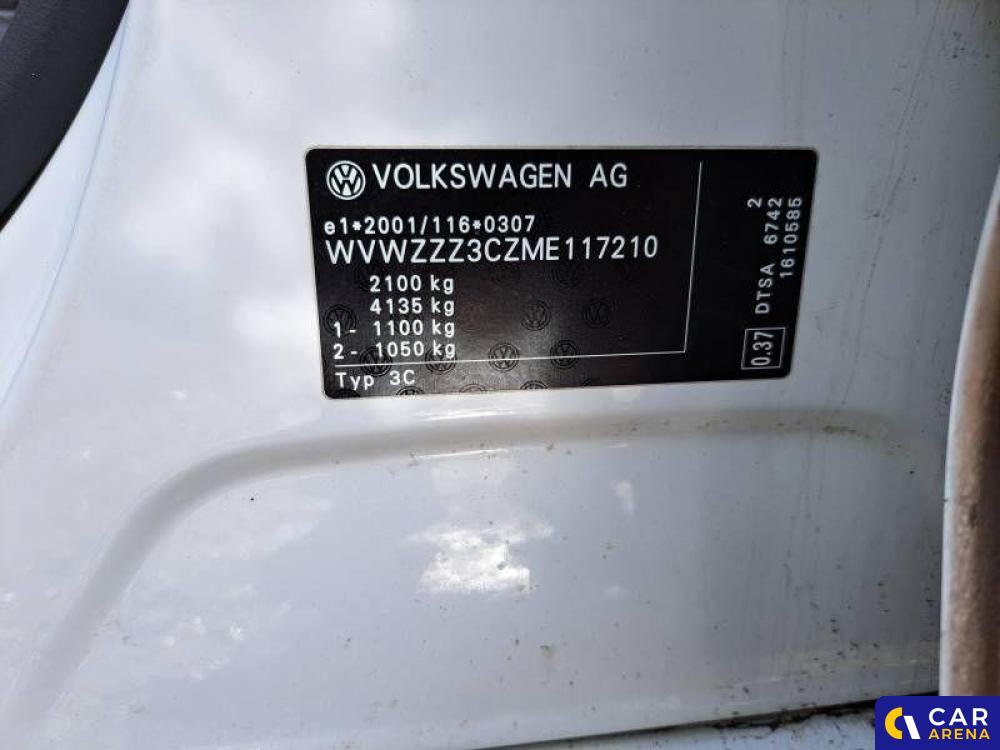 VOLKSWAGEN AG
e1*2001/116*0307
WVWZZZ3CZME117210
2100 kg
4135 kg
1- 1100 kg
2- 1050 kg
Typ 3C
0.37
DTSA 6742 2
1610585
CAR
ARENA